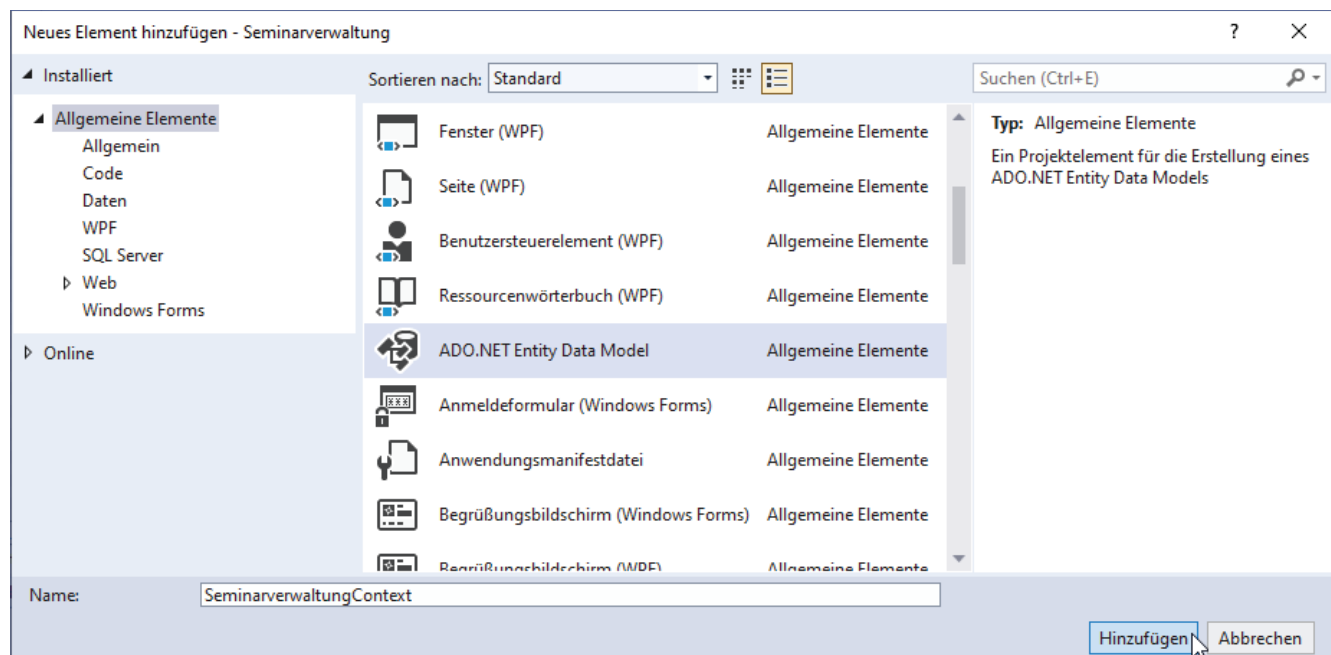 Neues Element hinzufügen - Seminarverwaltung
?
Installiert
Sortieren nach: Standard
Suchen (Ctrl+E)
Allgemeine Elemente
Allgemein
Code
Daten
WPF
SQL Server
Web
Windows Forms
Online
Fenster (WPF) Allgemeine Elemente
Seite (WPF) Allgemeine Elemente
Benutzersteuerelement (WPF) Allgemeine Elemente
Ressourcenwörterbuch (WPF) Allgemeine Elemente
ADO.NET Entity Data Model Allgemeine Elemente
Anmeldeformular (Windows Forms) Allgemeine Elemente
Anwendungsmanifestdatei Allgemeine Elemente
Begrüßungsbildschirm (Windows Forms) Allgemeine Elemente
Begrüßungsbildschirm (WPF) Allgemeine Elemente
Typ: Allgemeine Elemente
Ein Projektelement für die Erstellung eines
ADO.NET Entity Data Models
Name: SeminarverwaltungContext
Hinzufügen Abbrechen